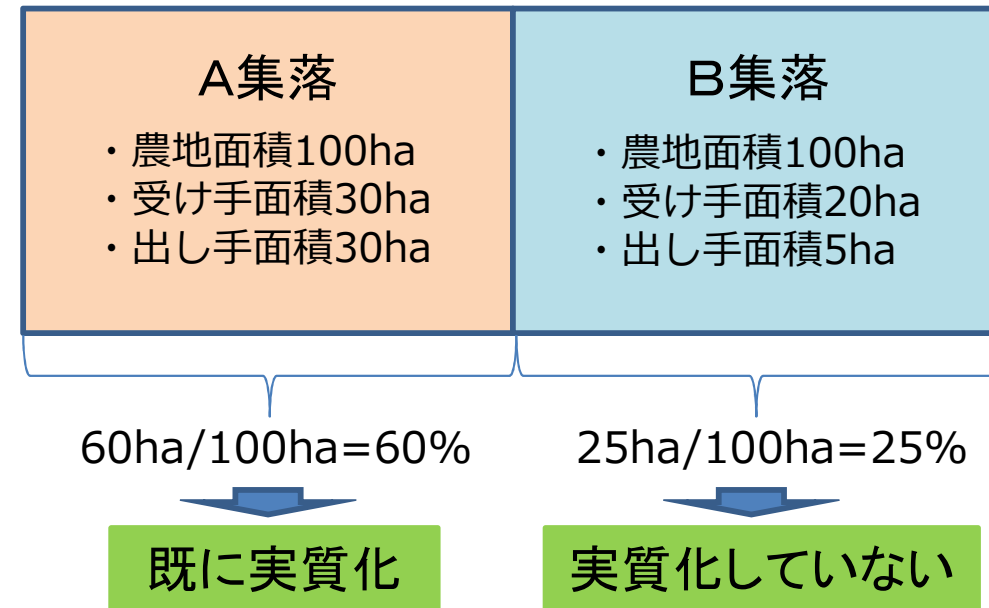 A集落
・農地面積100ha
・受け手面積30ha
・出し手面積30ha
B集落
・農地面積100ha
・受け手面積20ha
・出し手面積5ha
60ha/100ha=60%
25ha/100ha=25%
既に実質化
実質化していない